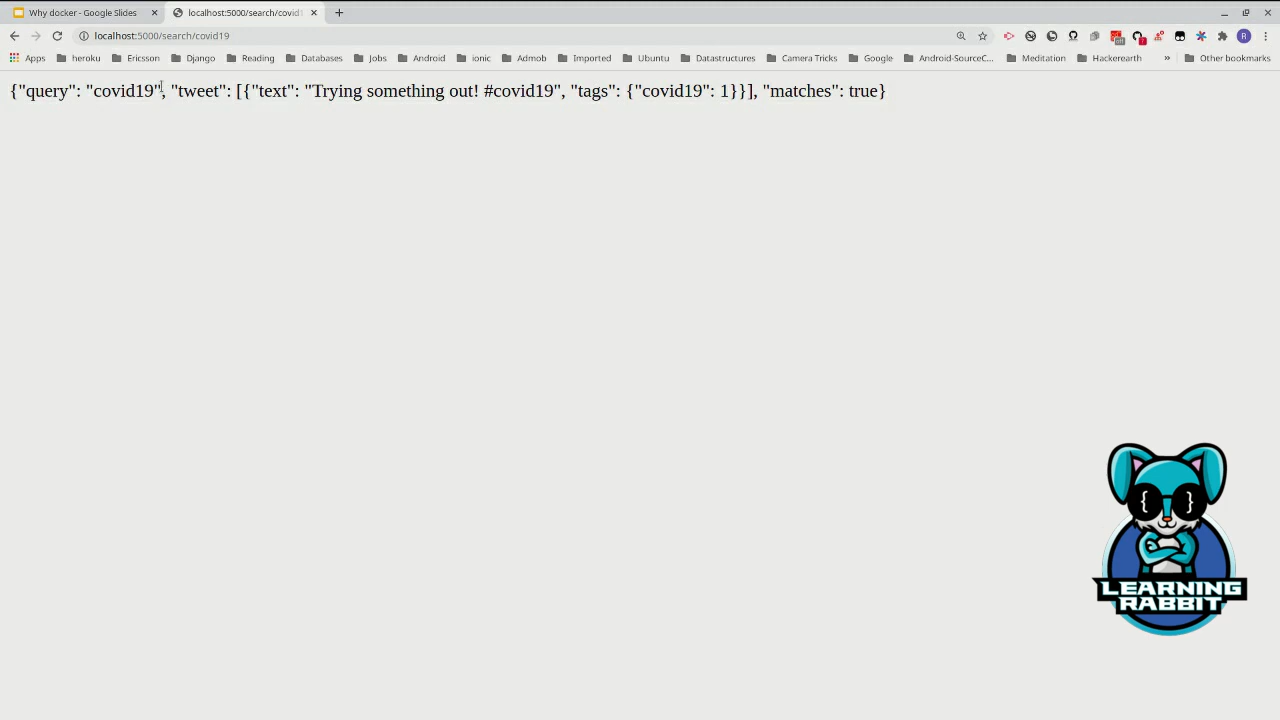 Why docker - Google Slides
localhost:5000/search/covid1
localhost:5000/search/covid19
Apps heroku Ericsson Django Reading Databases Jobs Android ionic Admob Imported Ubuntu Datastructures Camera Tricks Google Android-SourceC... Meditation Hackerearth » Other bookmarks
{"query": "covid19", "tweet": [{"text": "Trying something out! #covid19", "tags": {"covid19": 1}}], "matches": true}
{ }
LEARNING
RABBIT